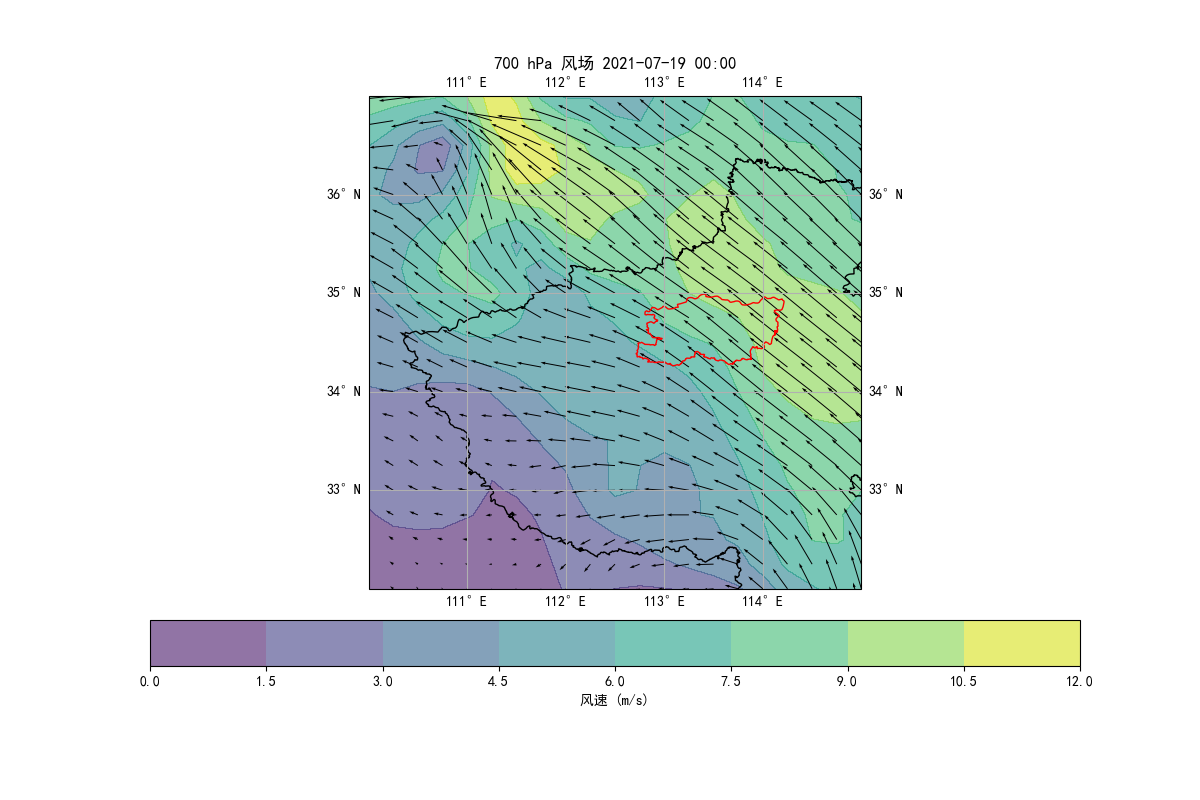 700 hPa 风场 2021-07-19 00:00
111° E 112° E 113° E 114° E
36° N 36° N
35° N 35° N
34° N 34° N
33° N 33° N
111° E 112° E 113° E 114° E
0.0 1.5 3.0 4.5 6.0 7.5 9.0 10.5 12.0
风速 (m/s)